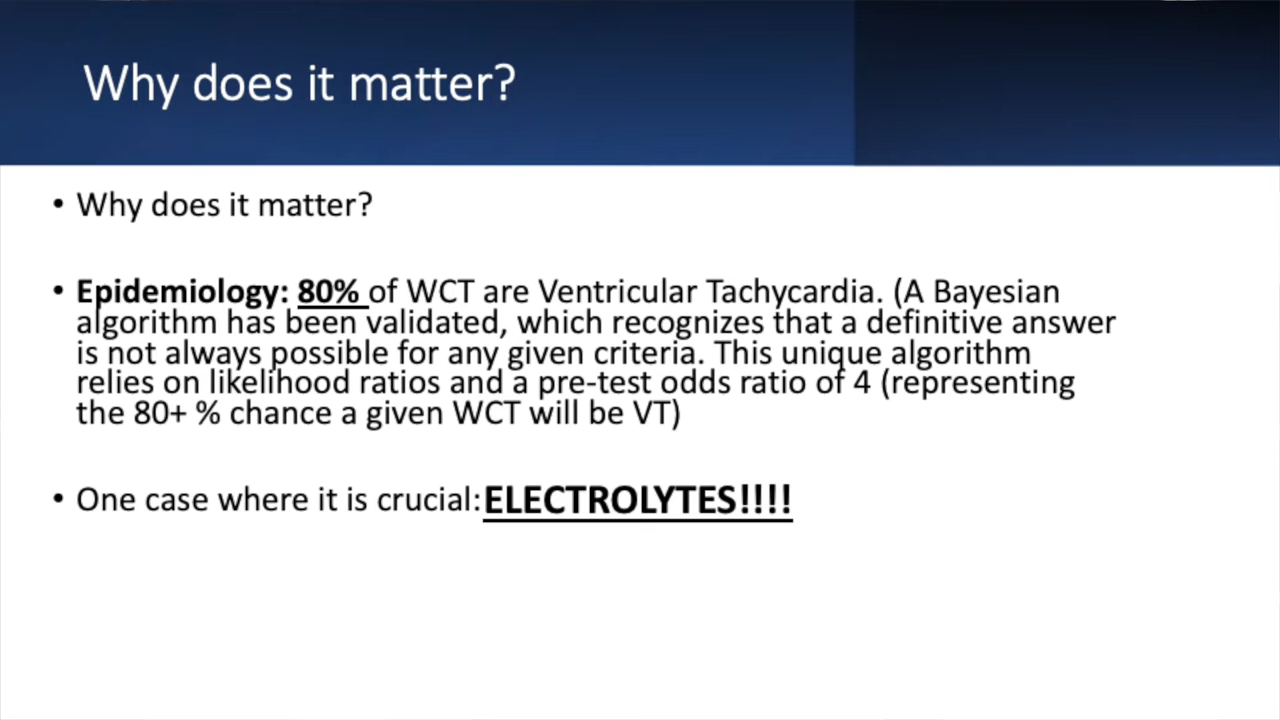 Why does it matter?
• Why does it matter?
• Epidemiology: 80% of WCT are Ventricular Tachycardia. (A Bayesian
algorithm has been validated, which recognizes that a definitive answer
is not always possible for any given criteria. This unique algorithm
relies on likelihood ratios and a pre-test odds ratio of 4 (representing
the 80+ % chance a given WCT will be VT)
• One case where it is crucial:ELECTROLYTES!!!!